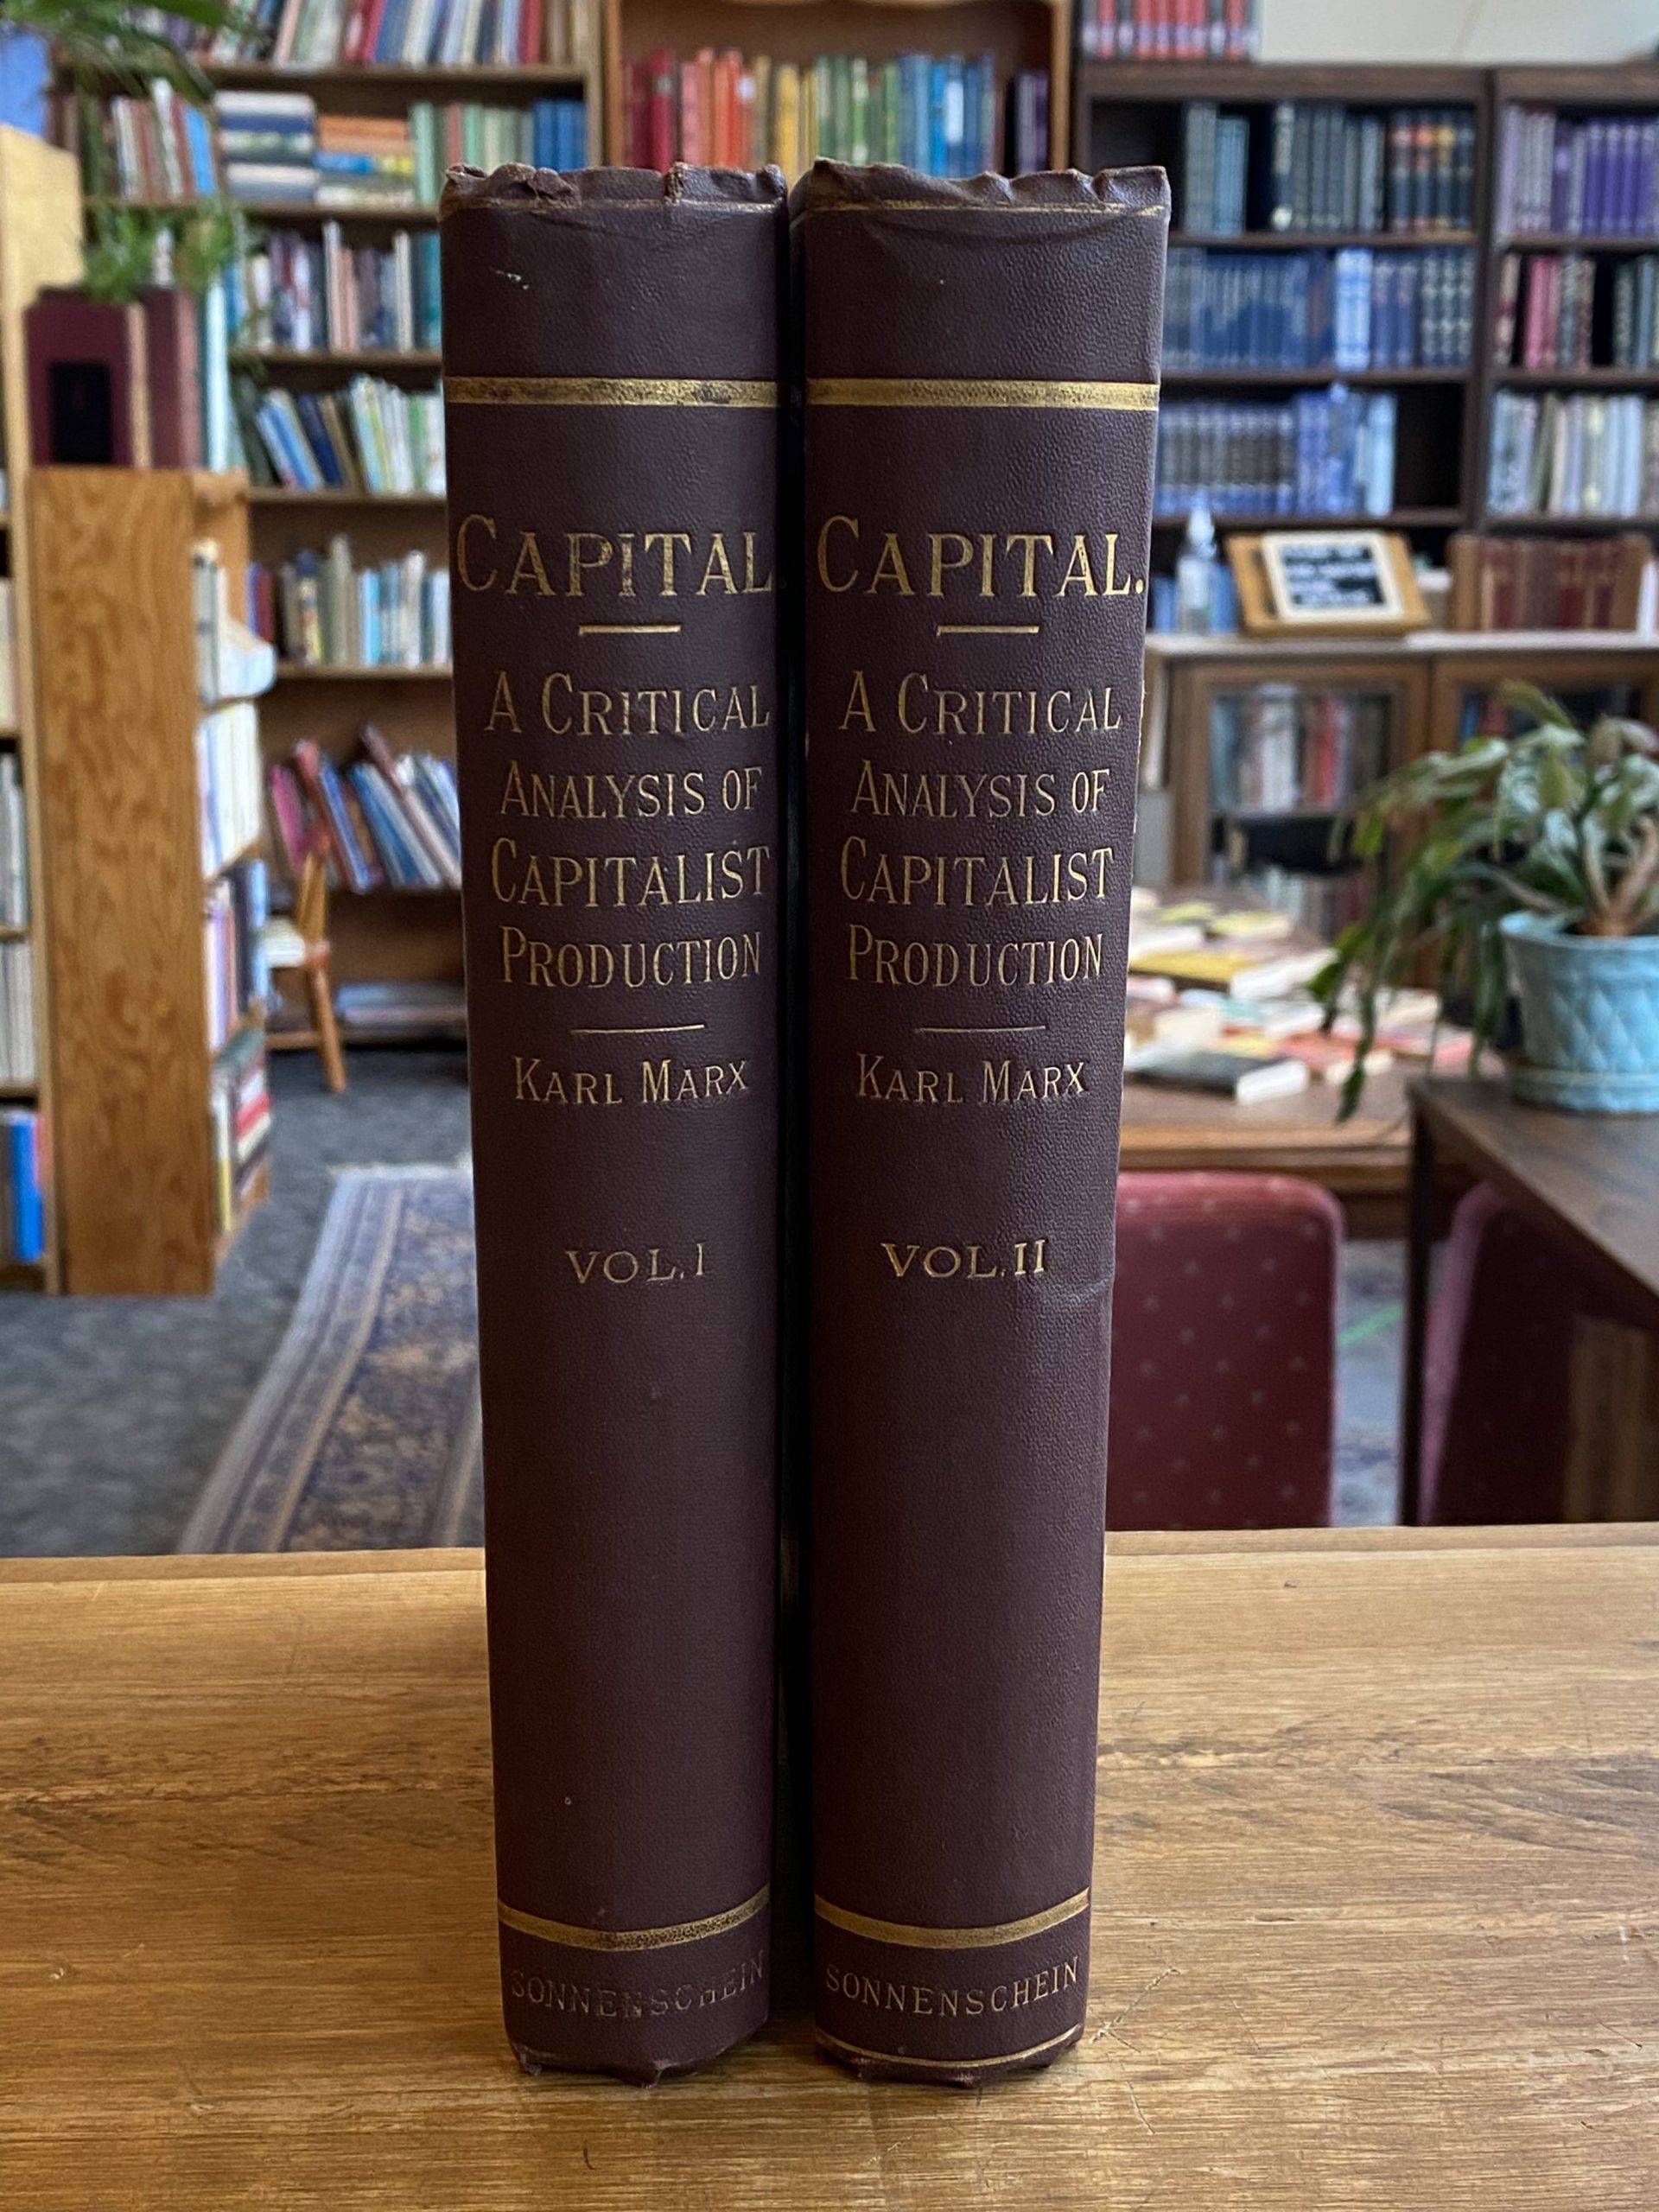 CAPITAL.
A CRITICAL
ANALYSIS OF
CAPITALIST
PRODUCTION
KARL MARX
VOL. I
SONNENSCHEIN
CAPITAL.
A CRITICAL
ANALYSIS OF
CAPITALIST
PRODUCTION
KARL MARX
VOL. II
SONNENSCHEIN